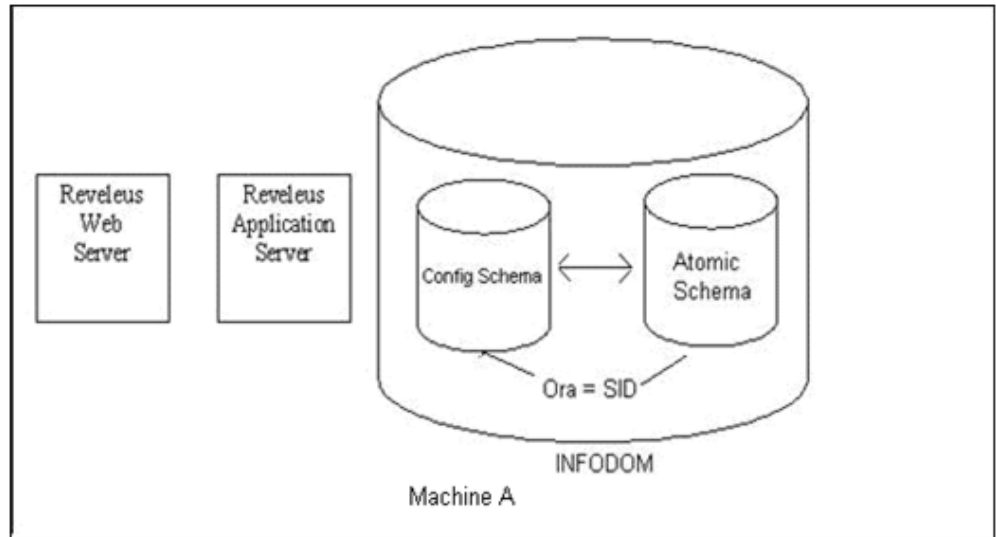 Reveleus
Web
Server
Reveleus
Application
Server
Config Schema
Atomic
Schema
Ora = SID
INFODOM
Machine A